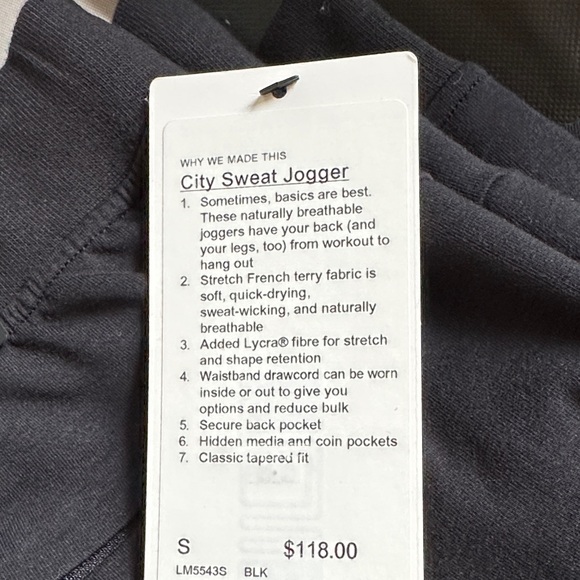 WHY WE MADE THIS
City Sweat Jogger
1. Sometimes, basics are best.
These naturally breathable
joggers have your back (and
your legs, too) from workout to
hang out
2. Stretch French terry fabric is
soft, quick-drying,
sweat-wicking, and naturally
breathable
3. Added Lycra® fibre for stretch
and shape retention
4. Waistband drawcord can be worn
inside or out to give you
options and reduce bulk
5. Secure back pocket
6. Hidden media and coin pockets
7. Classic tapered fit
S $118.00
LM5543S BLK